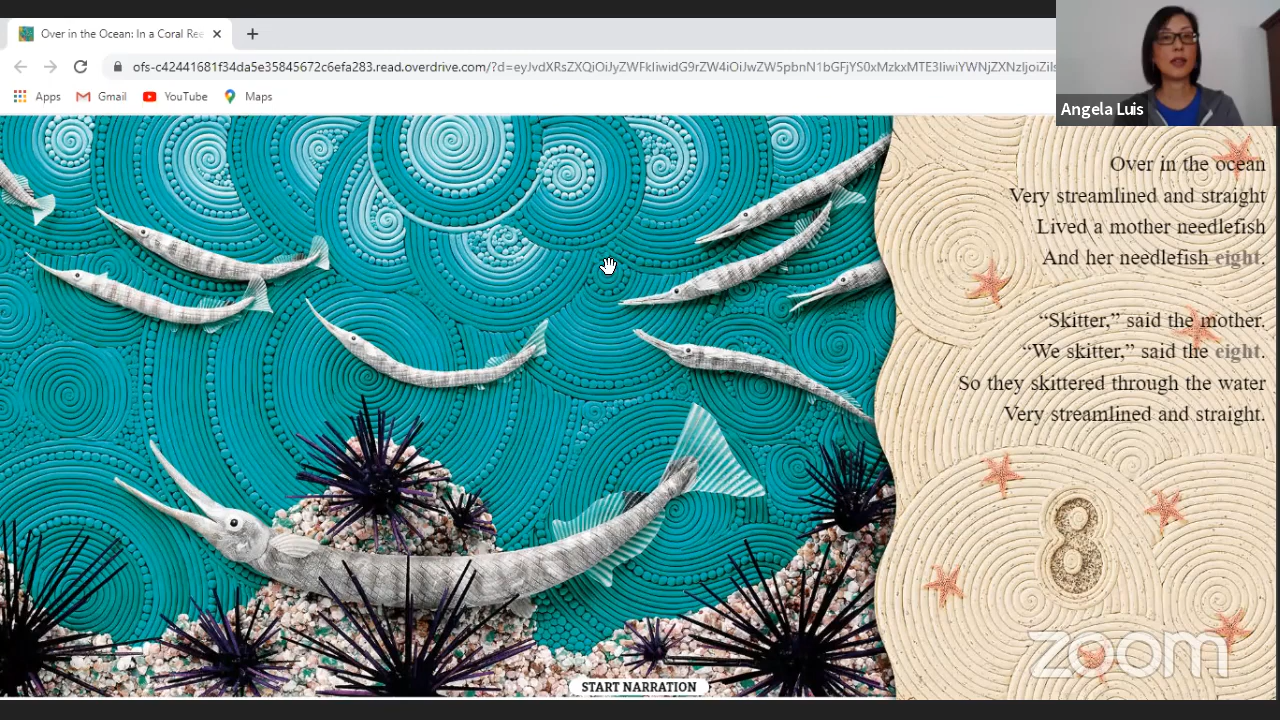 Over in the Ocean: In a Coral Ree
ofs-c42441681f34da5e35845672c6efa283.read.overdrive.com/?d=
Apps
Gmail
YouTube
Maps
Angela Luis
Over in the ocean
Very streamlined and straight
Lived a mother needlefish
And her needlefish eight.
“Skitter,” said the mother.
“We skitter,” said the eight.
So they skittered through the water
Very streamlined and straight.
8
START NARRATION
zoom